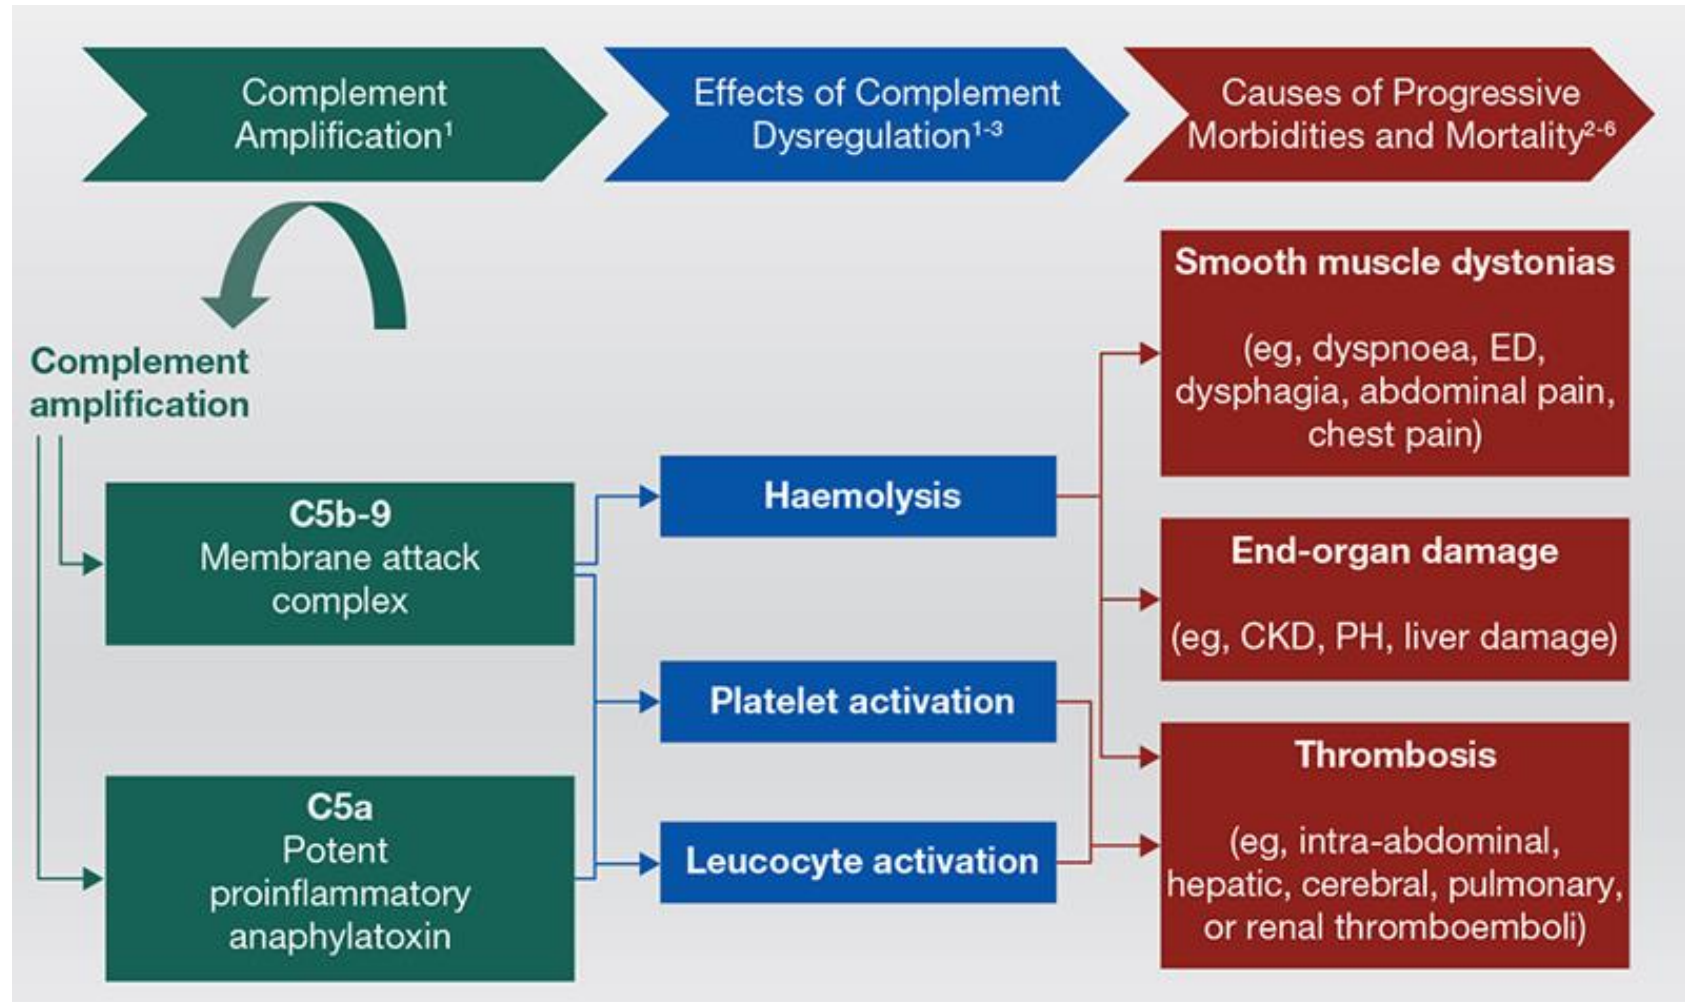 Complement
Amplification¹
Effects of Complement
Dysregulation¹⁻³
Causes of Progressive
Morbidities and Mortality²⁻⁶
Complement
amplification
C5b-9
Membrane attack
complex
C5a
Potent
proinflammatory
anaphylatoxin
Haemolysis
Platelet activation
Leucocyte activation
Smooth muscle dystonias
(eg, dyspnoea, ED,
dysphagia, abdominal pain,
chest pain)
End-organ damage
(eg, CKD, PH, liver damage)
Thrombosis
(eg, intra-abdominal,
hepatic, cerebral, pulmonary,
or renal thromboemboli)